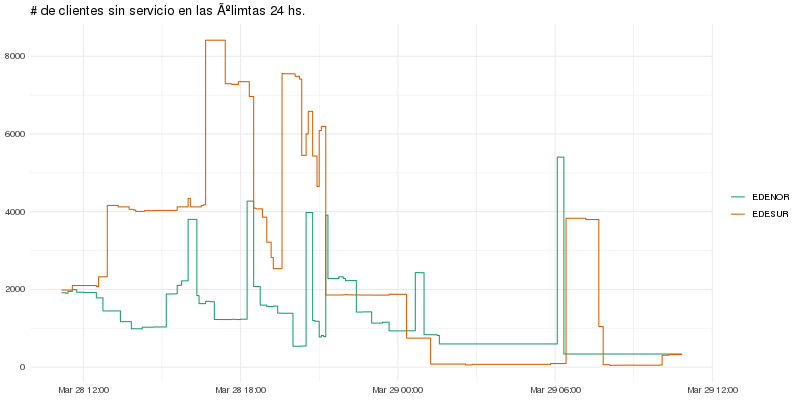 # de clientes sin servicio en las Ãºlimtas 24 hs.
8000
6000
4000
2000
0
Mar 28 12:00
Mar 28 18:00
Mar 29 00:00
Mar 29 06:00
Mar 29 12:00
EDENOR
EDESUR